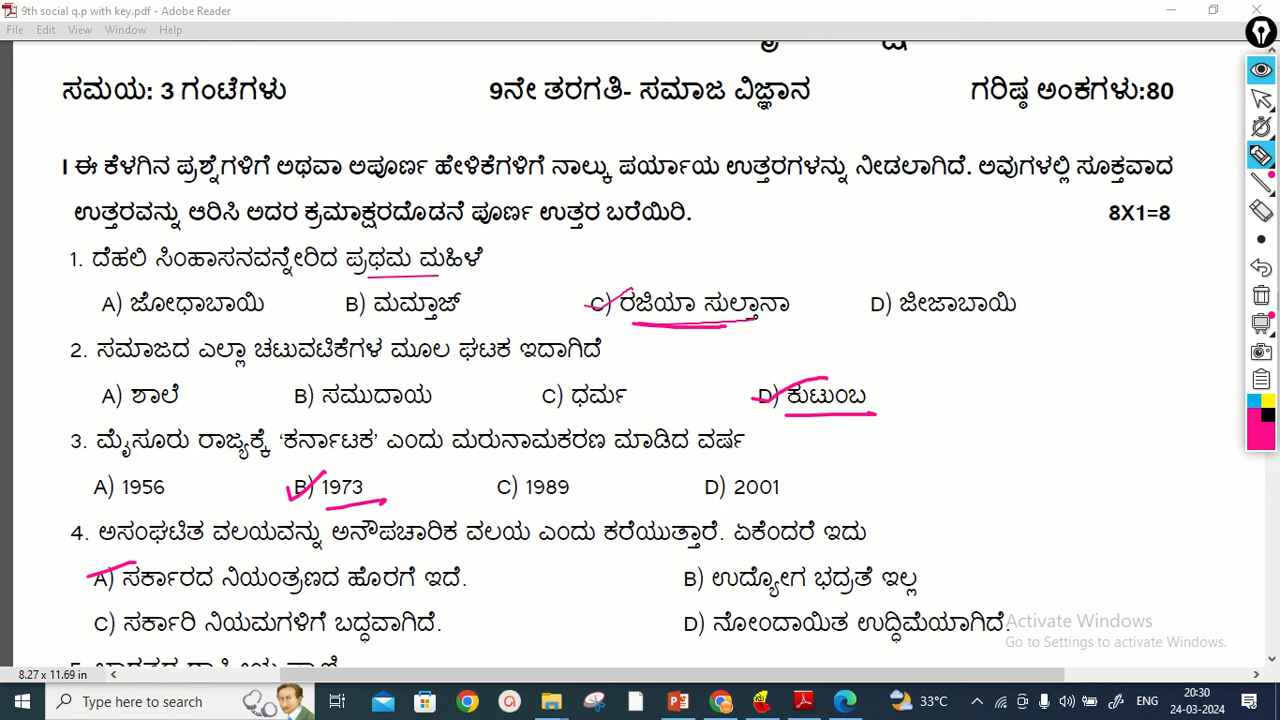 9th social q.p with key.pdf - Adobe Reader
File Edit View Window Help
ಸಮಯ: 3 ಗಂಟೆಗಳು 9ನೇ ತರಗತಿ- ಸಮಾಜ ವಿಜ್ಞಾನ ಗರಿಷ್ಠ ಅಂಕಗಳು:80
I ಈ ಕೆಳಗಿನ ಪ್ರಶ್ನೆಗಳಿಗೆ ಅಥವಾ ಅಪೂರ್ಣ ಹೇಳಿಕೆಗಳಿಗೆ ನಾಲ್ಕು ಪರ್ಯಾಯ ಉತ್ತರಗಳನ್ನು ನೀಡಲಾಗಿದೆ. ಅವುಗಳಲ್ಲಿ ಸೂಕ್ತವಾದ
ಉತ್ತರವನ್ನು ಆರಿಸಿ ಅದರ ಕ್ರಮಾಕ್ಷರದೊಡನೆ ಪೂರ್ಣ ಉತ್ತರ ಬರೆಯಿರಿ. 8X1=8
1. ದೆಹಲಿ ಸಿಂಹಾಸನವನ್ನೇರಿದ ಪ್ರಥಮ ಮಹಿಳೆ
A) ಜೋಧಾಬಾಯಿ B) ಮಮ್ತಾಜ್ C) ರಜಿಯಾ ಸುಲ್ತಾನಾ D) ಜೀಜಾಬಾಯಿ
2. ಸಮಾಜದ ಎಲ್ಲಾ ಚಟುವಟಿಕೆಗಳ ಮೂಲ ಘಟಕ ಇದಾಗಿದೆ
A) ಶಾಲೆ B) ಸಮುದಾಯ C) ಧರ್ಮ D) ಕುಟುಂಬ
3. ಮೈಸೂರು ರಾಜ್ಯಕ್ಕೆ ‘ಕರ್ನಾಟಕ’ ಎಂದು ಮರುನಾಮಕರಣ ಮಾಡಿದ ವರ್ಷ
A) 1956 B) 1973 C) 1989 D) 2001
4. ಅಸಂಘಟಿತ ವಲಯವನ್ನು ಅನೌಪಚಾರಿಕ ವಲಯ ಎಂದು ಕರೆಯುತ್ತಾರೆ. ಏಕೆಂದರೆ ಇದು
A) ಸರ್ಕಾರದ ನಿಯಂತ್ರಣದ ಹೊರಗೆ ಇದೆ. B) ಉದ್ಯೋಗ ಭದ್ರತೆ ಇಲ್ಲ
C) ಸರ್ಕಾರಿ ನಿಯಮಗಳಿಗೆ ಬದ್ಧವಾಗಿದೆ. D) ನೋಂದಾಯಿತ ಉದ್ಧಿಮೆಯಾಗಿದೆ.
Activate Windows
Go to Settings to activate Windows.
8.27 x 11.69 in
Type here to search 33°C ENG 20:30
24-03-2024